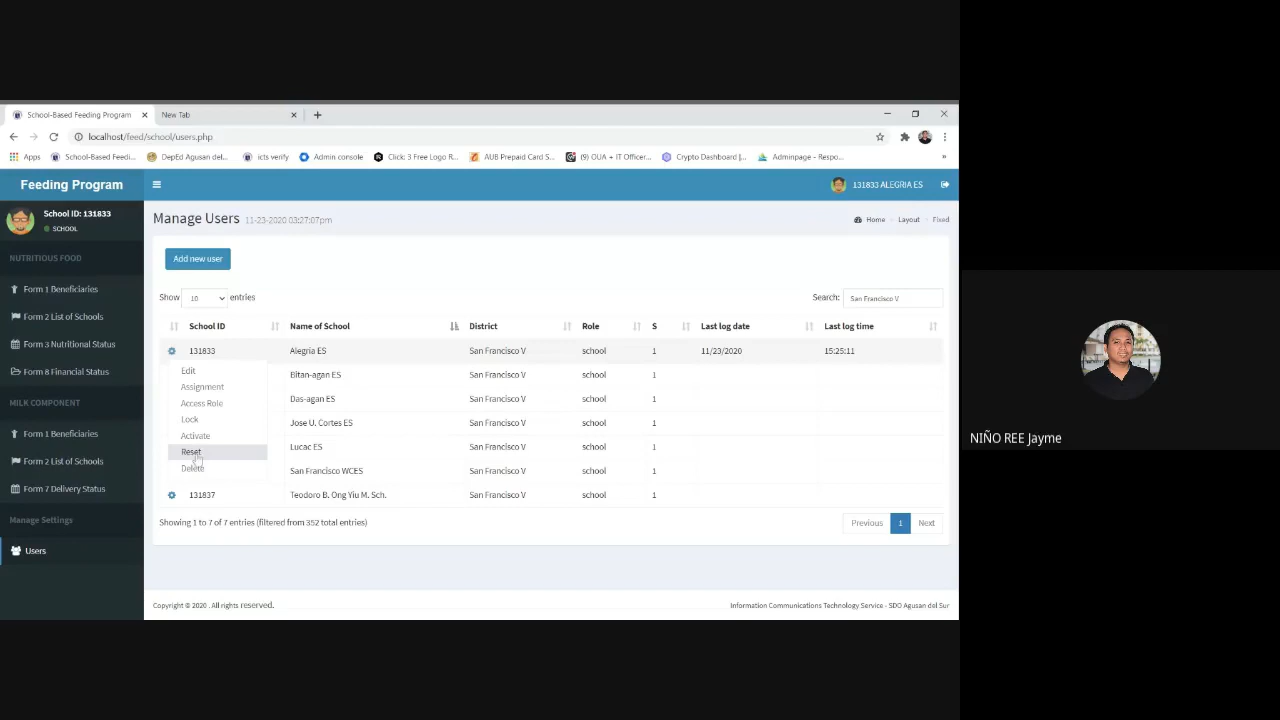 School-Based Feeding Program
New Tab
localhost/feed/school/users.php
Apps School-Based Feedi... DepEd Agusan del... icts verify Admin console Click: 3 Free Logo R... AUB Prepaid Card S... (9) OUA + IT Officer... Crypto Dashboard |... Adminpage - Respo... »
Feeding Program
131833 ALEGRIA ES
School ID: 131833
SCHOOL
NUTRITIOUS FOOD
Form 1 Beneficiaries
Form 2 List of Schools
Form 3 Nutritional Status
Form 8 Financial Status
MILK COMPONENT
Form 1 Beneficiaries
Form 2 List of Schools
Form 7 Delivery Status
Manage Settings
Users
Manage Users 11-23-2020 03:27:07pm
Home Layout Fixed
Add new user
Show 10 entries
Search: San Francisco V
School ID Name of School District Role S Last log date Last log time
131833 Alegria ES San Francisco V school 1 11/23/2020 15:25:11
Bitan-agan ES San Francisco V school 1
Das-agan ES San Francisco V school 1
Jose U. Cortes ES San Francisco V school 1
Lucac ES San Francisco V school 1
San Francisco WCES San Francisco V school 1
131837 Teodoro B. Ong Yiu M. Sch. San Francisco V school 1
Edit
Assignment
Access Role
Lock
Activate
Reset
Delete
Showing 1 to 7 of 7 entries (filtered from 352 total entries)
Previous 1 Next
Copyright © 2020 . All rights reserved.
Information Communications Technology Service - SDO Agusan del Sur
NIÑO REE Jayme